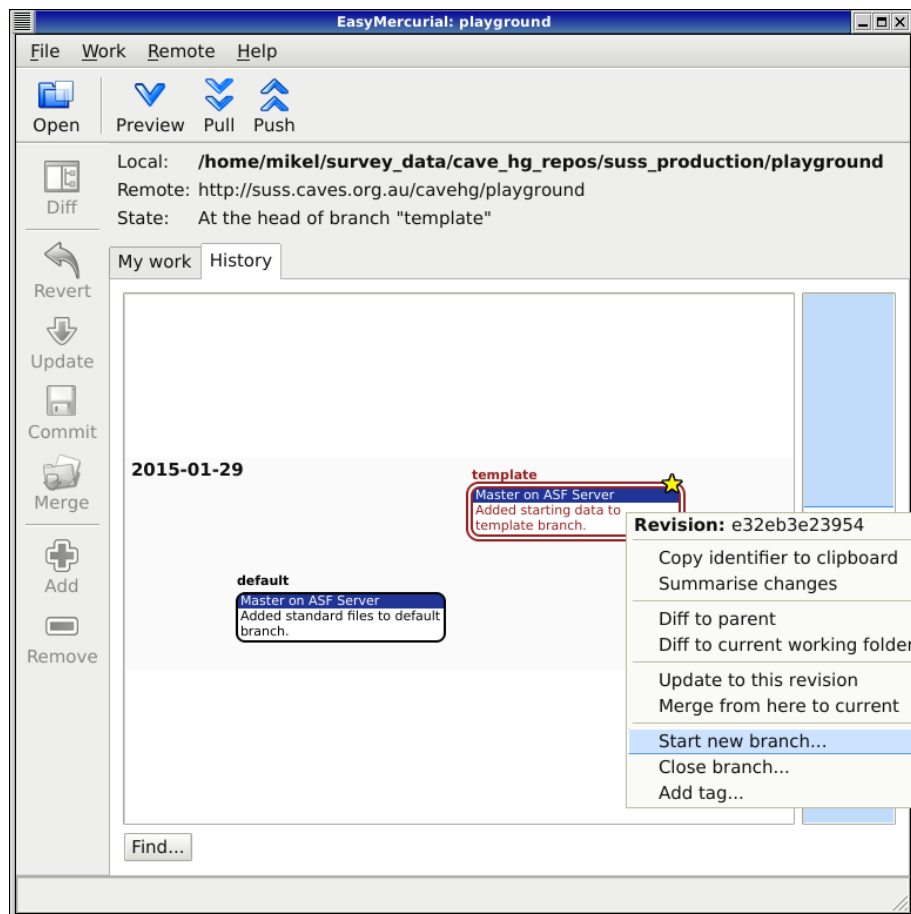 EasyMercurial: playground
File Work Remote Help
Open Preview Pull Push
Local: /home/mikel/survey_data/cave_hg_repos/suss_production/playground
Remote: http://suss.caves.org.au/cavehg/playground
State: At the head of branch "template"
Diff
Revert
Update
Commit
Merge
Add
Remove
My work History
2015-01-29
template
Master on ASF Server
Added starting data to
template branch.
default
Master on ASF Server
Added standard files to default
branch.
Revision: e32eb3e23954
Copy identifier to clipboard
Summarise changes
Diff to parent
Diff to current working folder
Update to this revision
Merge from here to current
Start new branch...
Close branch...
Add tag...
Find...